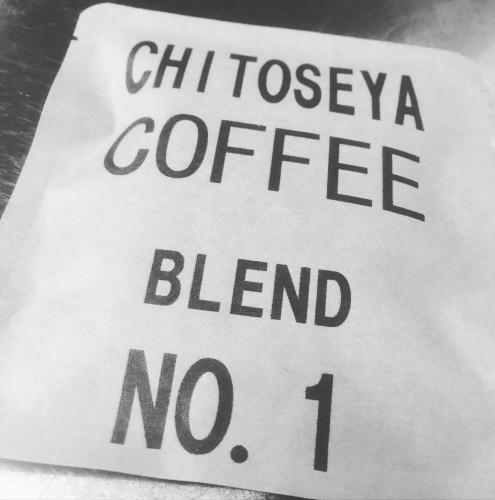 CHITOSEYA
COFFEE
BLEND
NO. 1